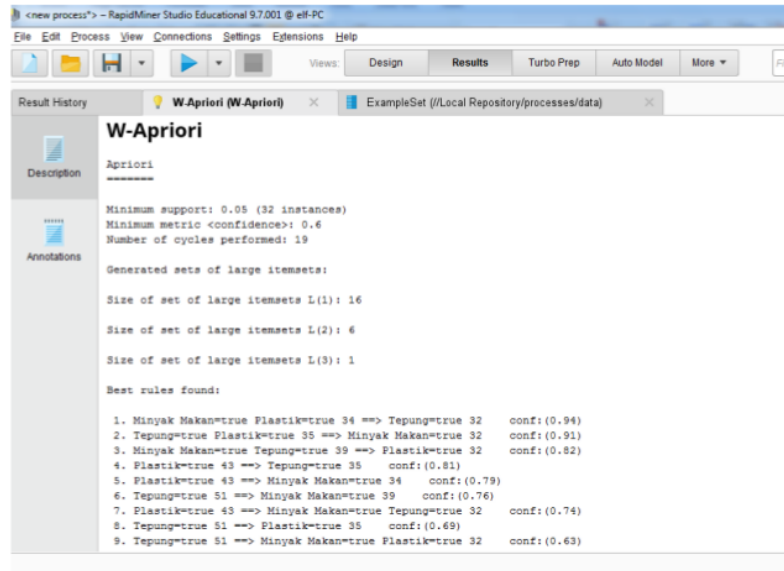 <new process*> – RapidMiner Studio Educational 9.7.001 @ elf-PC
File Edit Process View Connections Settings Extensions Help
Views: Design Results Turbo Prep Auto Model More
Result History W-Apriori (W-Apriori) ExampleSet (//Local Repository/processes/data)
W-Apriori
Description
Annotations
Apriori
=======
Minimum support: 0.05 (32 instances)
Minimum metric <confidence>: 0.6
Number of cycles performed: 19
Generated sets of large itemsets:
Size of set of large itemsets L(1): 16
Size of set of large itemsets L(2): 6
Size of set of large itemsets L(3): 1
Best rules found:
1. Minyak Makan=true Plastik=true 34 ==> Tepung=true 32 conf:(0.94)
2. Tepung=true Plastik=true 35 ==> Minyak Makan=true 32 conf:(0.91)
3. Minyak Makan=true Tepung=true 39 ==> Plastik=true 32 conf:(0.82)
4. Plastik=true 43 ==> Tepung=true 35 conf:(0.81)
5. Plastik=true 43 ==> Minyak Makan=true 34 conf:(0.79)
6. Tepung=true 51 ==> Minyak Makan=true 39 conf:(0.76)
7. Plastik=true 43 ==> Minyak Makan=true Tepung=true 32 conf:(0.74)
8. Tepung=true 51 ==> Plastik=true 35 conf:(0.69)
9. Tepung=true 51 ==> Minyak Makan=true Plastik=true 32 conf:(0.63)